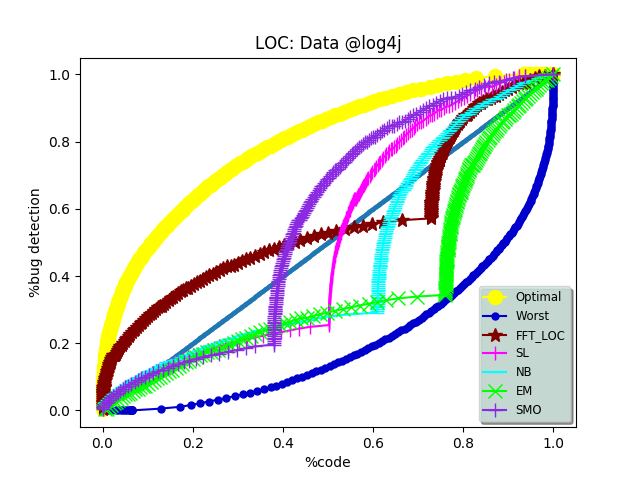 LOC: Data @log4j
%bug detection
1.0
0.8
0.6
0.4
0.2
0.0
0.0 0.2 0.4 0.6 0.8 1.0
%code
Optimal
Worst
FFT_LOC
SL
NB
EM
SMO